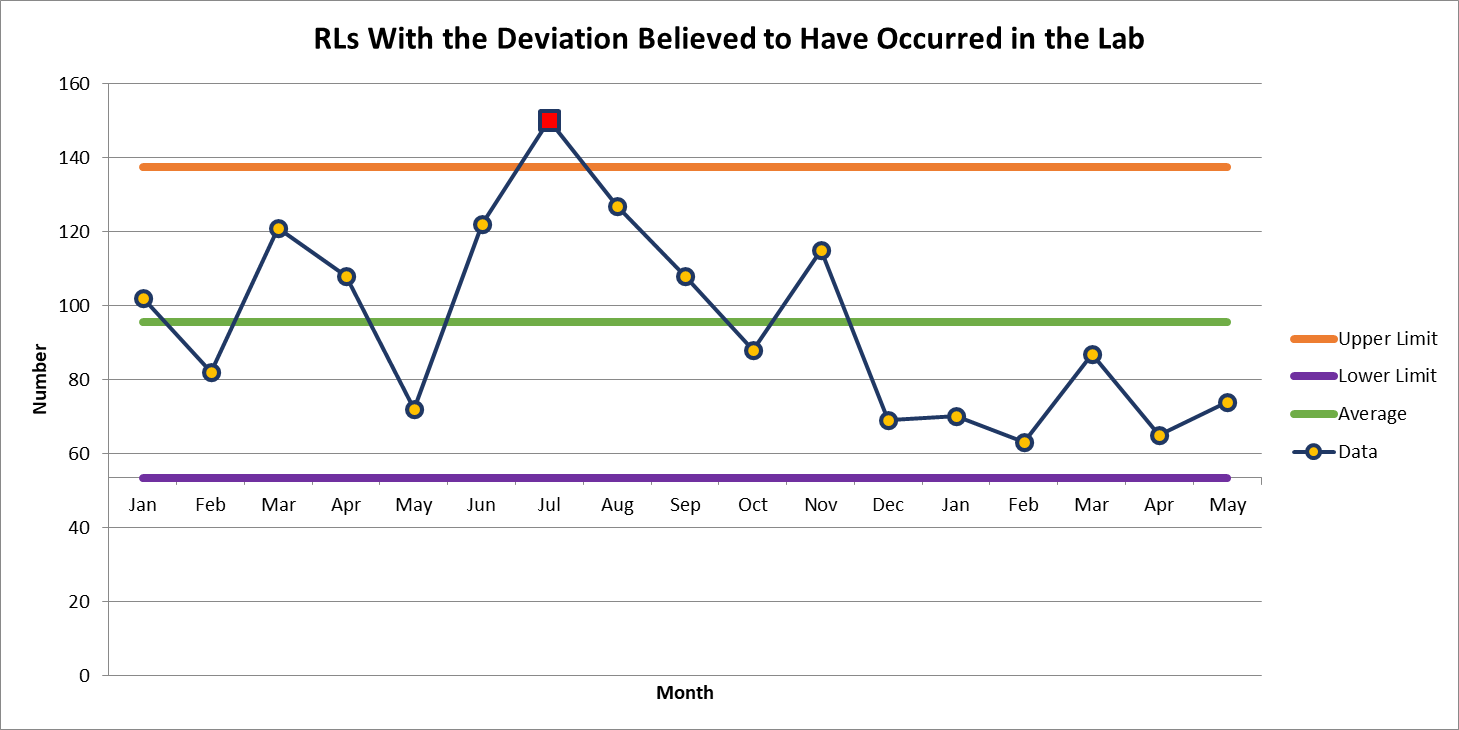 RLs With the Deviation Believed to Have Occurred in the Lab
160
140
120
100
80
60
40
20
0
Number
Jan Feb Mar Apr May Jun Jul Aug Sep Oct Nov Dec Jan Feb Mar Apr May
Month
Upper Limit
Lower Limit
Average
Data